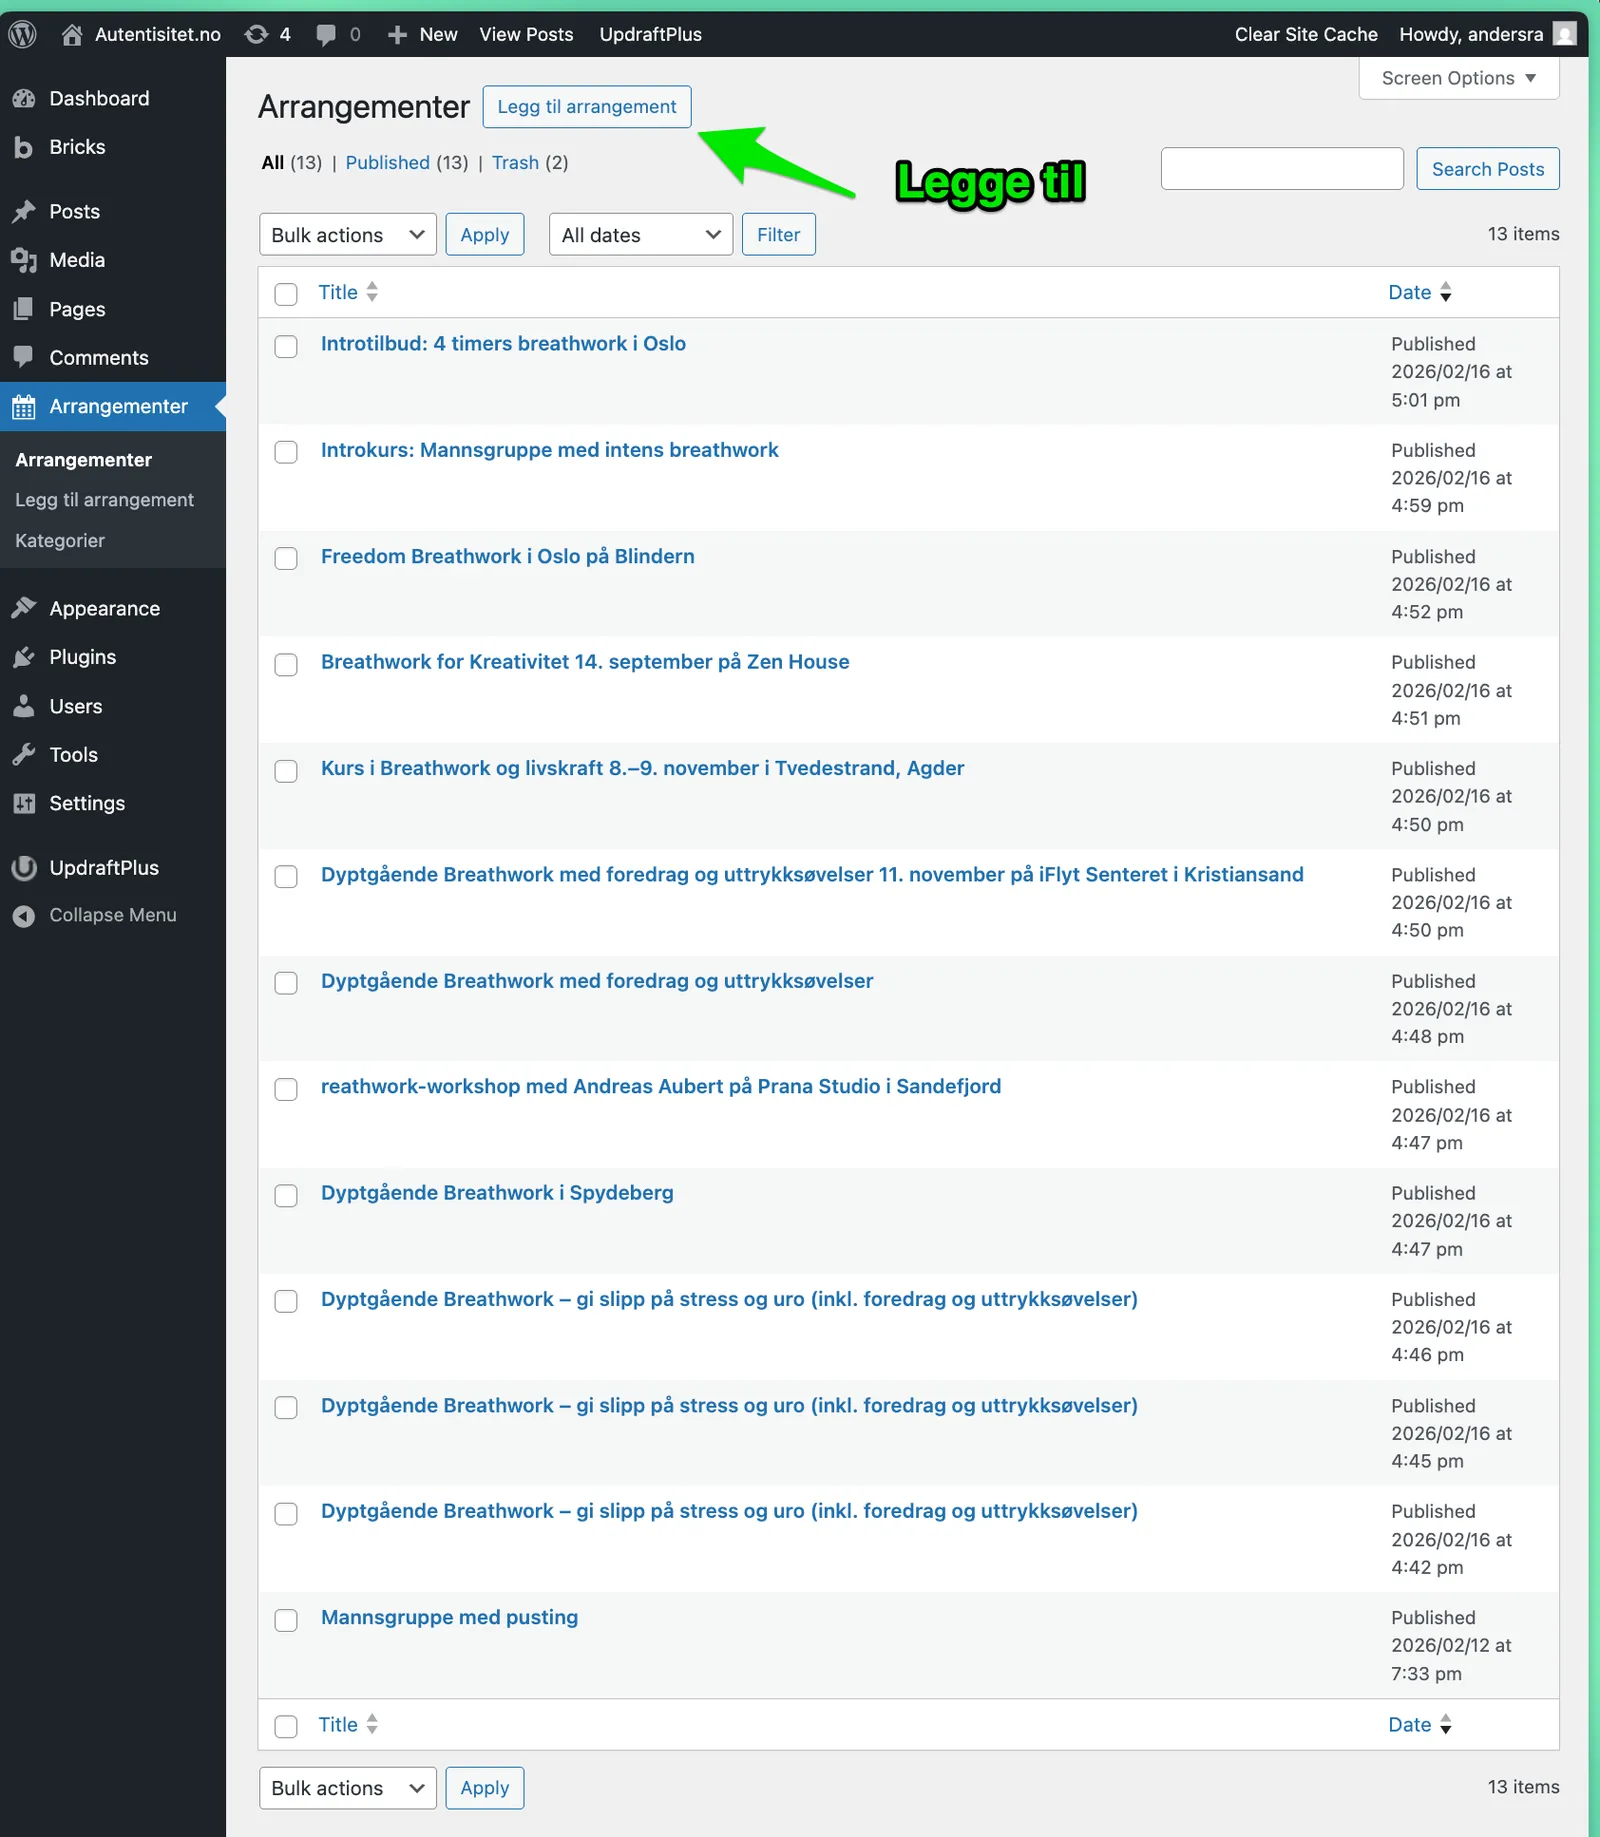 Autentisitet.no 4 0 New View Posts UpdraftPlus Clear Site Cache Howdy, andersra
Screen Options
Dashboard
Bricks
Posts
Media
Pages
Comments
Arrangementer
Arrangementer
Legg til arrangement
Kategorier
Appearance
Plugins
Users
Tools
Settings
UpdraftPlus
Collapse Menu
Arrangementer Legg til arrangement
Legge til
All (13) | Published (13) | Trash (2)
Search Posts
Bulk actions Apply All dates Filter 13 items
Title Date
Introtilbud: 4 timers breathwork i Oslo
Published
2026/02/16 at
5:01 pm
Introkurs: Mannsgruppe med intens breathwork
Published
2026/02/16 at
4:59 pm
Freedom Breathwork i Oslo på Blindern
Published
2026/02/16 at
4:52 pm
Breathwork for Kreativitet 14. september på Zen House
Published
2026/02/16 at
4:51 pm
Kurs i Breathwork og livskraft 8.–9. november i Tvedestrand, Agder
Published
2026/02/16 at
4:50 pm
Dyptgående Breathwork med foredrag og uttrykksøvelser 11. november på iFlyt Senteret i Kristiansand
Published
2026/02/16 at
4:50 pm
Dyptgående Breathwork med foredrag og uttrykksøvelser
Published
2026/02/16 at
4:48 pm
reathwork-workshop med Andreas Aubert på Prana Studio i Sandefjord
Published
2026/02/16 at
4:47 pm
Dyptgående Breathwork i Spydeberg
Published
2026/02/16 at
4:47 pm
Dyptgående Breathwork – gi slipp på stress og uro (inkl. foredrag og uttrykksøvelser)
Published
2026/02/16 at
4:46 pm
Dyptgående Breathwork – gi slipp på stress og uro (inkl. foredrag og uttrykksøvelser)
Published
2026/02/16 at
4:45 pm
Dyptgående Breathwork – gi slipp på stress og uro (inkl. foredrag og uttrykksøvelser)
Published
2026/02/16 at
4:42 pm
Mannsgruppe med pusting
Published
2026/02/12 at
7:33 pm
Title Date
Bulk actions Apply 13 items